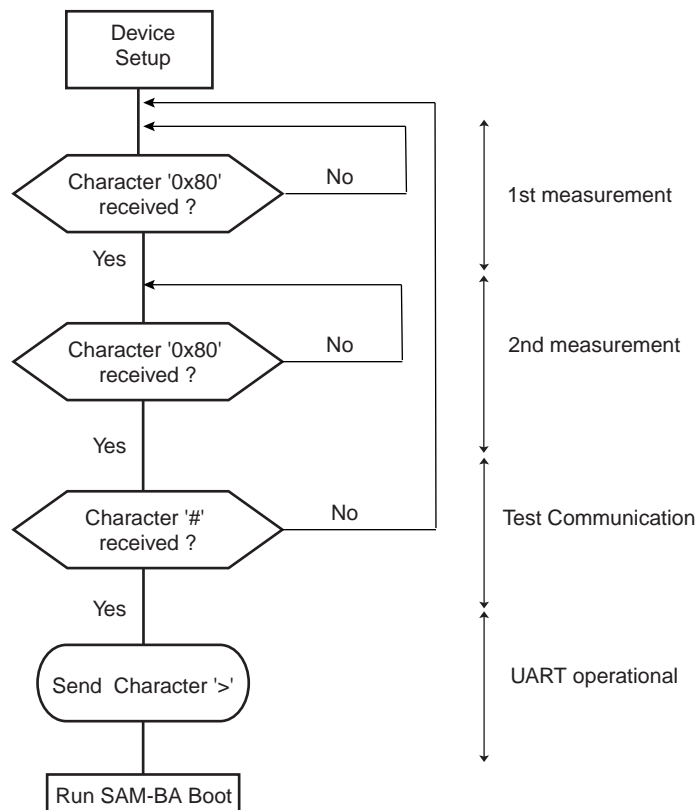 Device
Setup
Character '0x80'
received ?
No
1st measurement
Yes
Character '0x80'
received ?
No
2nd measurement
Yes
Character '#'
received ?
No
Test Communication
Yes
Send Character '>'
UART operational
Run SAM-BA Boot